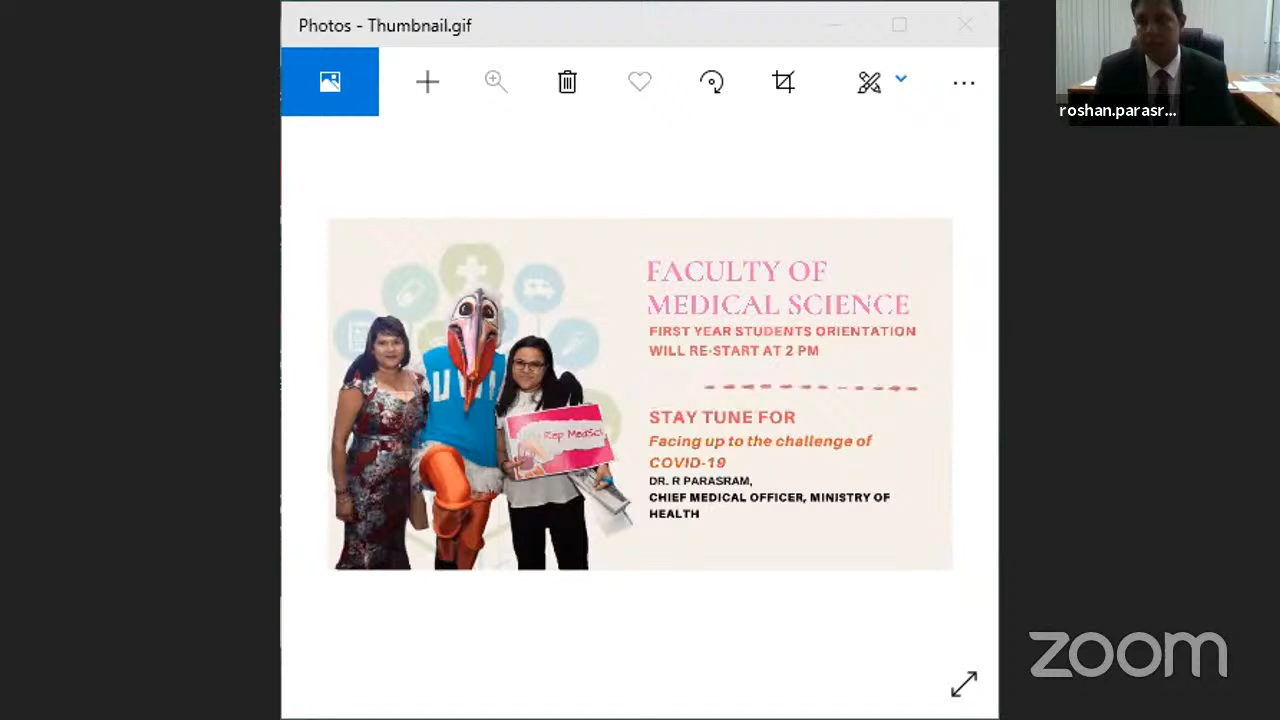 Photos - Thumbnail.gif
roshan.parasr...
FACULTY OF
MEDICAL SCIENCE
FIRST YEAR STUDENTS ORIENTATION
WILL RE-START AT 2 PM
STAY TUNE FOR
Facing up to the challenge of
COVID-19
DR. R PARASRAM,
CHIEF MEDICAL OFFICER, MINISTRY OF
HEALTH
UWI
Rep MedSci
zoom